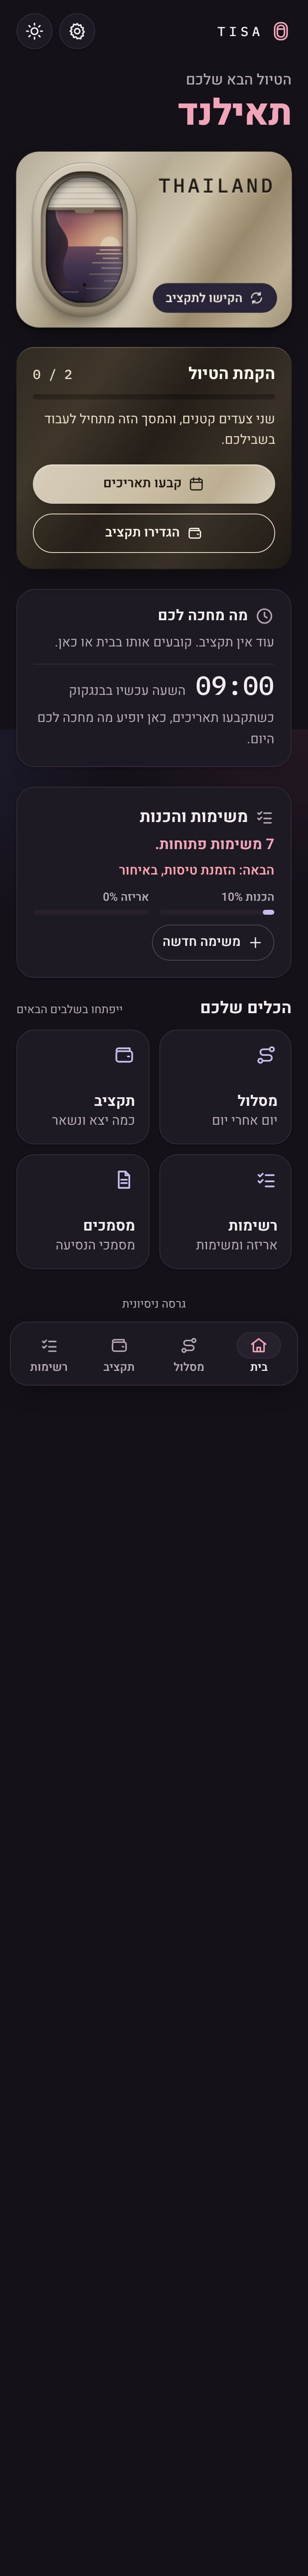 TISA
הטיול הבא שלכם
תאילנד
THAILAND
הקישו לתקציב
הקמת הטיול
0 / 2
שני צעדים קטנים, והמסך הזה מתחיל לעבוד
בשבילכם.
קבעו תאריכים
הגדירו תקציב
מה מחכה לכם
עוד אין תקציב. קובעים אותו בבית או כאן.
09:00 השעה עכשיו בבנגקוק
כשתקבעו תאריכים, כאן יופיע מה מחכה לכם
היום.
משימות והכנות
7 משימות פתוחות.
הבאה: הזמנת טיסות, באיחור
הכנות 10%
אריזה 0%
משימה חדשה
הכלים שלכם
ייפתחו בשלבים הבאים
מסלול
יום אחרי יום
תקציב
כמה יצא ונשאר
רשימות
אריזה ומשימות
מסמכים
מסמכי הנסיעה
גרסה ניסיונית
בית
מסלול
תקציב
רשימות